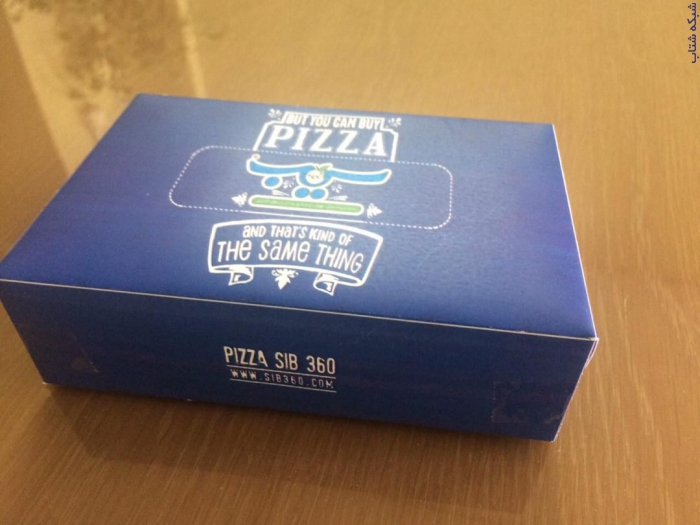 شبکه شتاب
BUT YOU CAN BUY
PIZZA
AND THAT'S KIND OF
THE SAME THING
PIZZA SIB 360
WWW.SIB360.COM